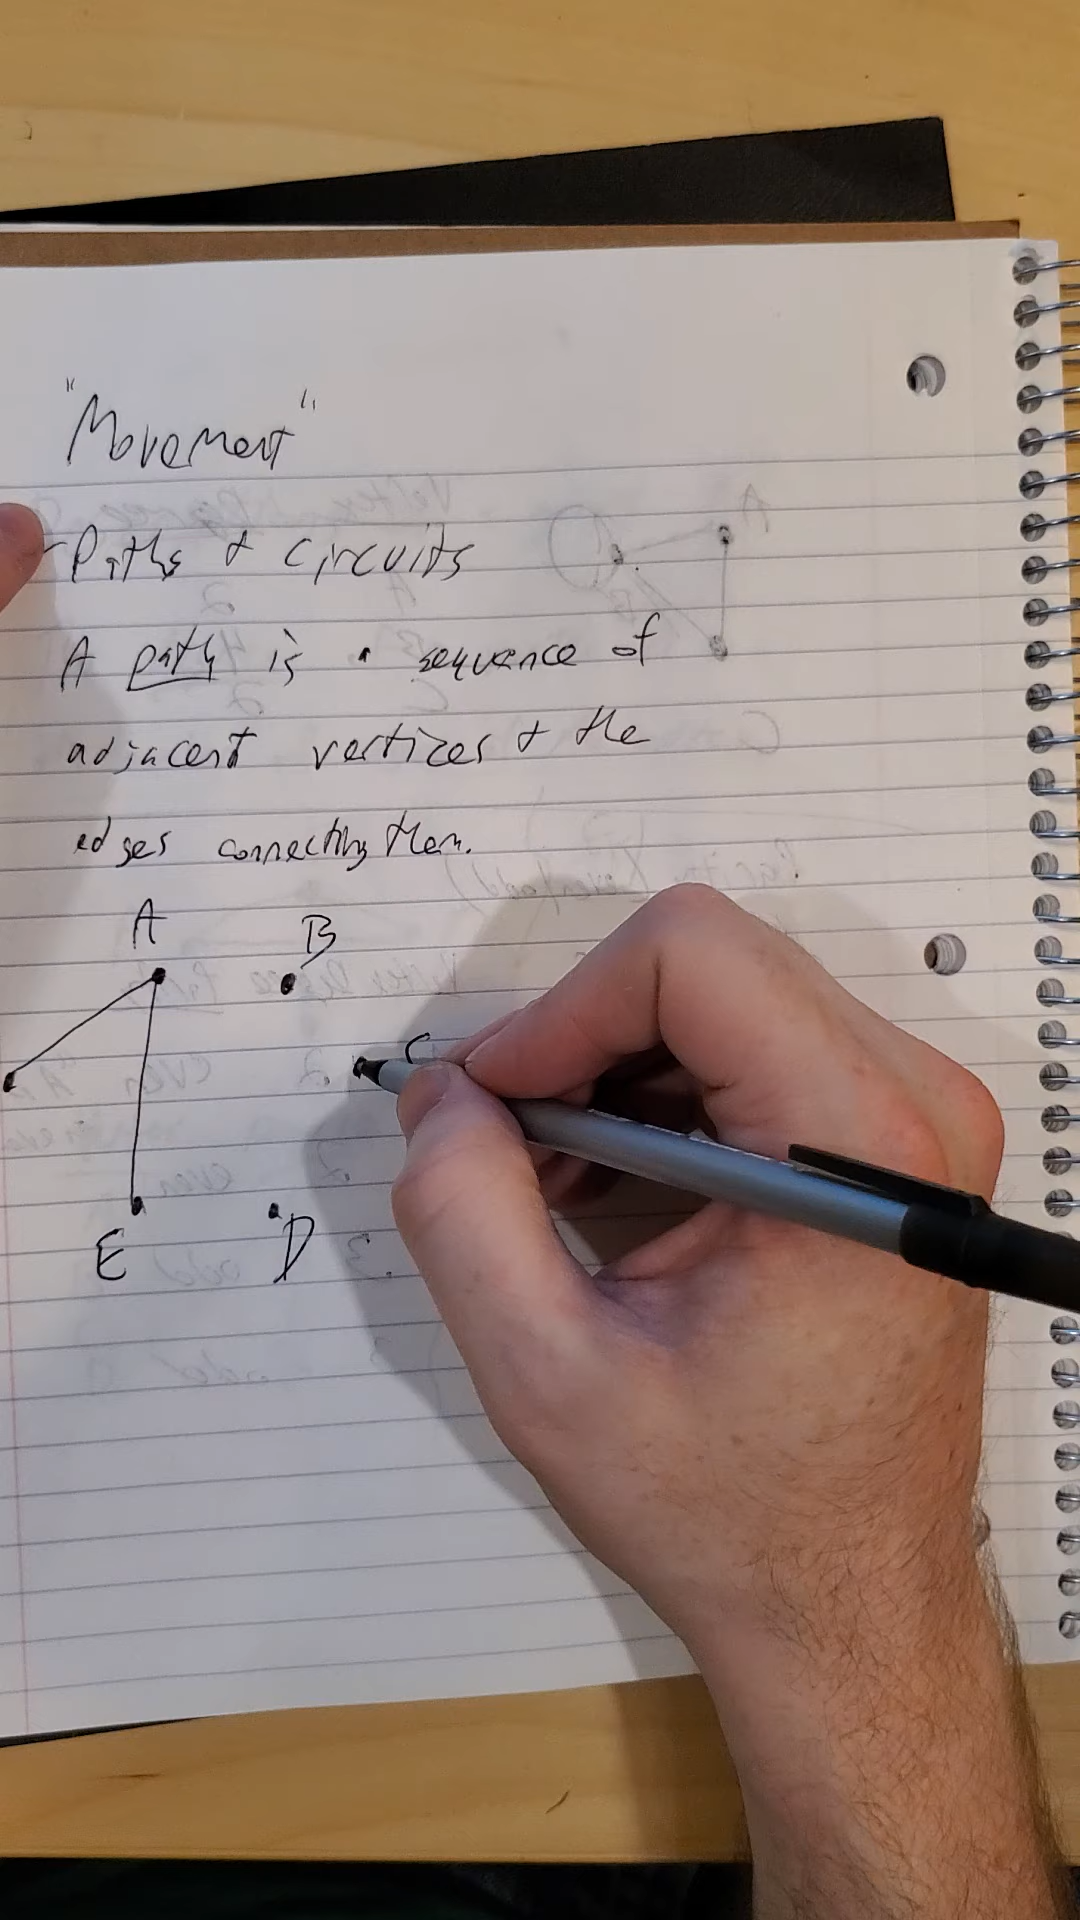 "Movement"
Paths + circuits
A path is a sequence of
adjacent vertices + the
edges connecting them.
A
B
C
E
D